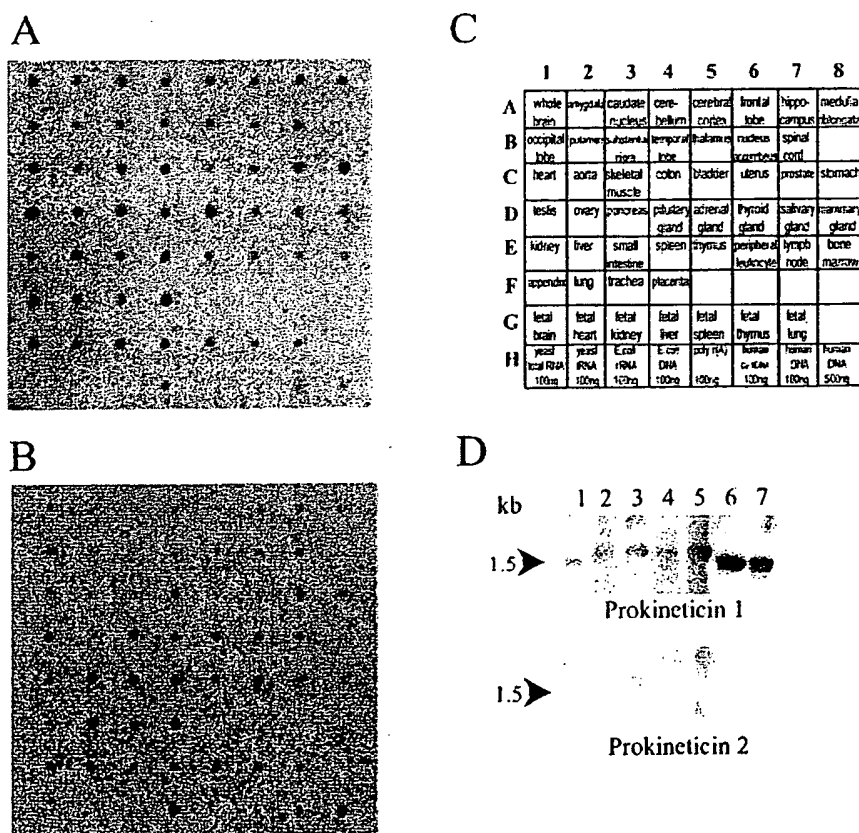 A
C
1 2 3 4 5 6 7 8
A whole brain amygdala caudate nucleus cere- bellum cerebral cortex frontal lobe hippo- campus medulla oblongata
B occipital lobe putamen substantia nigra temporal lobe thalamus nucleus accumbeus spinal cord
C heart aorta skeletal muscle colon bladder uterus prostate stomach
D testis ovary pancreas pituitary gland adrenal gland thyroid gland salivary gland mammary gland
E kidney liver small intestine spleen thymus peripheral leukocyte lymph node bone marrow
F appendix lung trachea placenta
G fetal brain fetal heart fetal kidney fetal liver fetal spleen fetal thymus fetal lung
H yeast total RNA 100ng yeast tRNA 100ng E.coli rRNA 100ng E.coli DNA 100ng poly r(A) 100ng human 100ng human DNA 100ng human DNA 500ng
B
D
kb 1 2 3 4 5 6 7
1.5
Prokineticin 1
1.5
Prokineticin 2